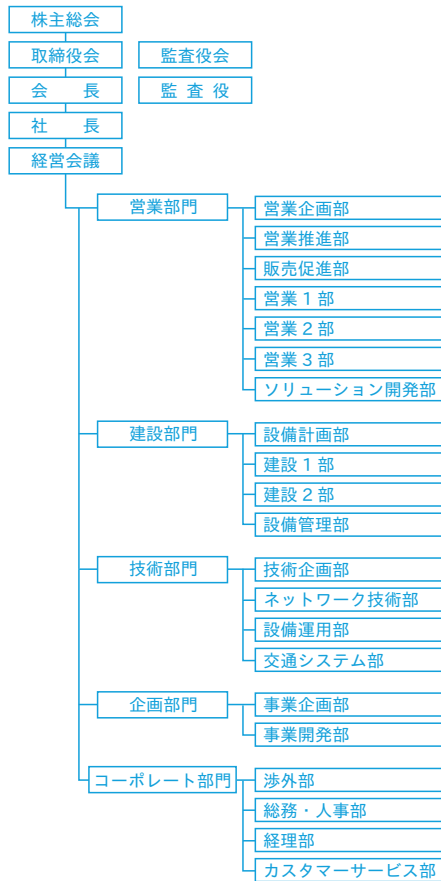 株主総会
取締役会 監査役会
会長 監査役
社長
経営会議
営業部門 営業企画部
営業推進部
販売促進部
営業1部
営業2部
営業3部
ソリューション開発部
建設部門 設備計画部
建設1部
建設2部
設備管理部
技術部門 技術企画部
ネットワーク技術部
設備運用部
交通システム部
企画部門 事業企画部
事業開発部
コーポレート部門 渉外部
総務・人事部
経理部
カスタマーサービス部